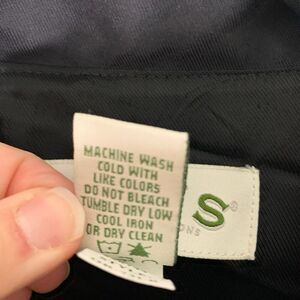 MACHINE WASH
COLD WITH
LIKE COLORS
DO NOT BLEACH
TUMBLE DRY LOW
COOL IRON
OR DRY CLEAN
S®